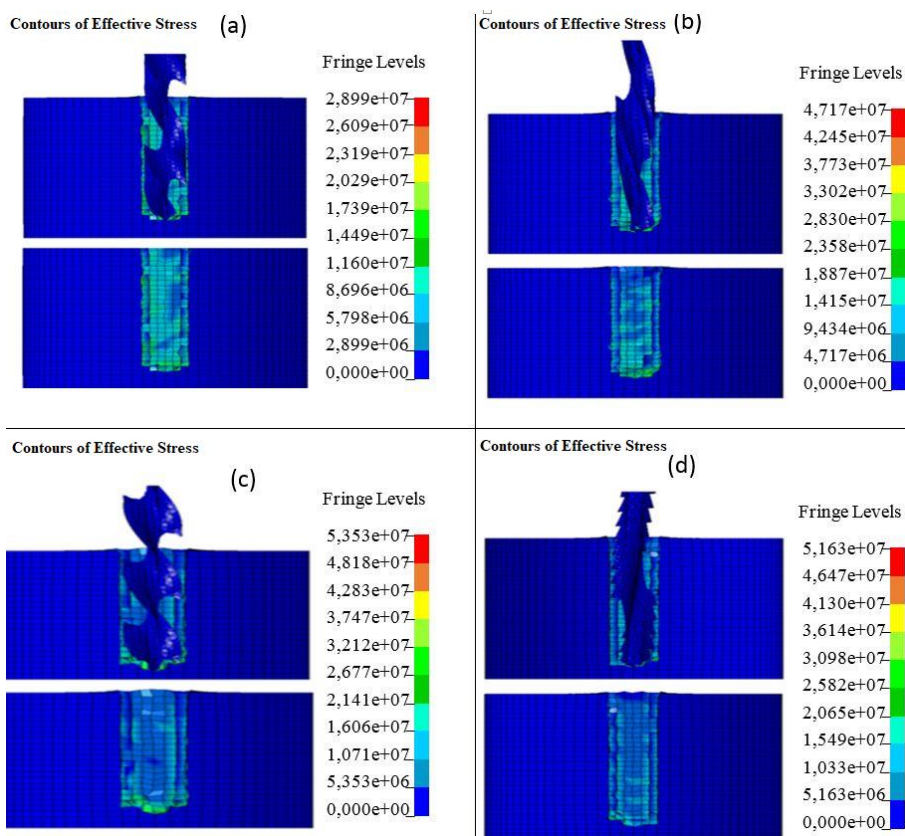 Contours of Effective Stress
(a)
Fringe Levels
2,899e+07
2,609e+07
2,319e+07
2,029e+07
1,739e+07
1,449e+07
1,160e+07
8,696e+06
5,798e+06
2,899e+06
0,000e+00
Contours of Effective Stress
(b)
Fringe Levels
4,717e+07
4,245e+07
3,773e+07
3,302e+07
2,830e+07
2,358e+07
1,887e+07
1,415e+07
9,434e+06
4,717e+06
0,000e+00
Contours of Effective Stress
(c)
Fringe Levels
5,353e+07
4,818e+07
4,283e+07
3,747e+07
3,212e+07
2,677e+07
2,141e+07
1,606e+07
1,071e+07
5,353e+06
0,000e+00
Contours of Effective Stress
(d)
Fringe Levels
5,163e+07
4,647e+07
4,130e+07
3,614e+07
3,098e+07
2,582e+07
2,065e+07
1,549e+07
1,033e+07
5,163e+06
0,000e+00